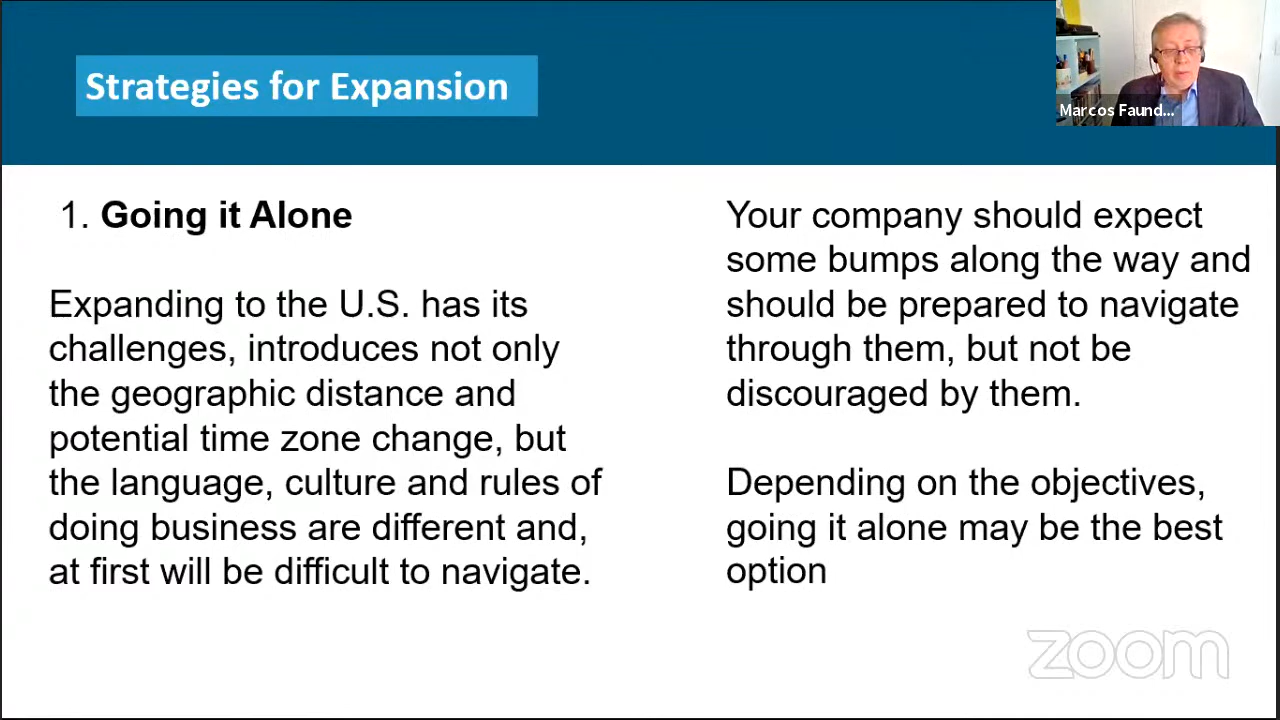 Strategies for Expansion
Marcos Faund...
1. Going it Alone
Expanding to the U.S. has its
challenges, introduces not only
the geographic distance and
potential time zone change, but
the language, culture and rules of
doing business are different and,
at first will be difficult to navigate.
Your company should expect
some bumps along the way and
should be prepared to navigate
through them, but not be
discouraged by them.
Depending on the objectives,
going it alone may be the best
option
zoom